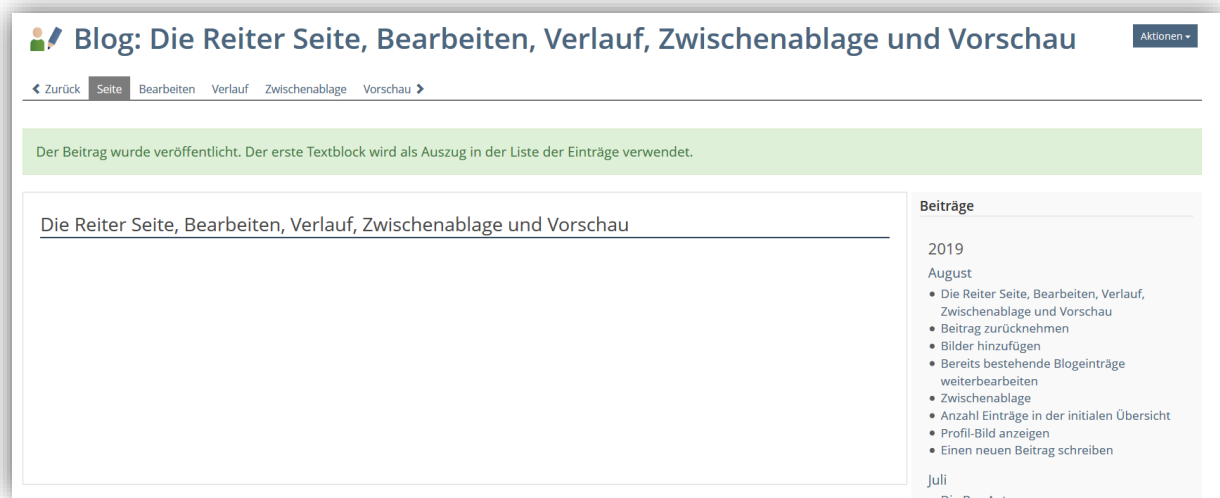 Blog: Die Reiter Seite, Bearbeiten, Verlauf, Zwischenablage und Vorschau
Aktionen
Zurück Seite Bearbeiten Verlauf Zwischenablage Vorschau
Der Beitrag wurde veröffentlicht. Der erste Textblock wird als Auszug in der Liste der Einträge verwendet.
Die Reiter Seite, Bearbeiten, Verlauf, Zwischenablage und Vorschau
Beiträge
2019
August
Die Reiter Seite, Bearbeiten, Verlauf,
Zwischenablage und Vorschau
Beitrag zurücknehmen
Bilder hinzufügen
Bereits bestehende Blogeinträge
weiterbearbeiten
Zwischenablage
Anzahl Einträge in der initialen Übersicht
Profil-Bild anzeigen
Einen neuen Beitrag schreiben
Juli